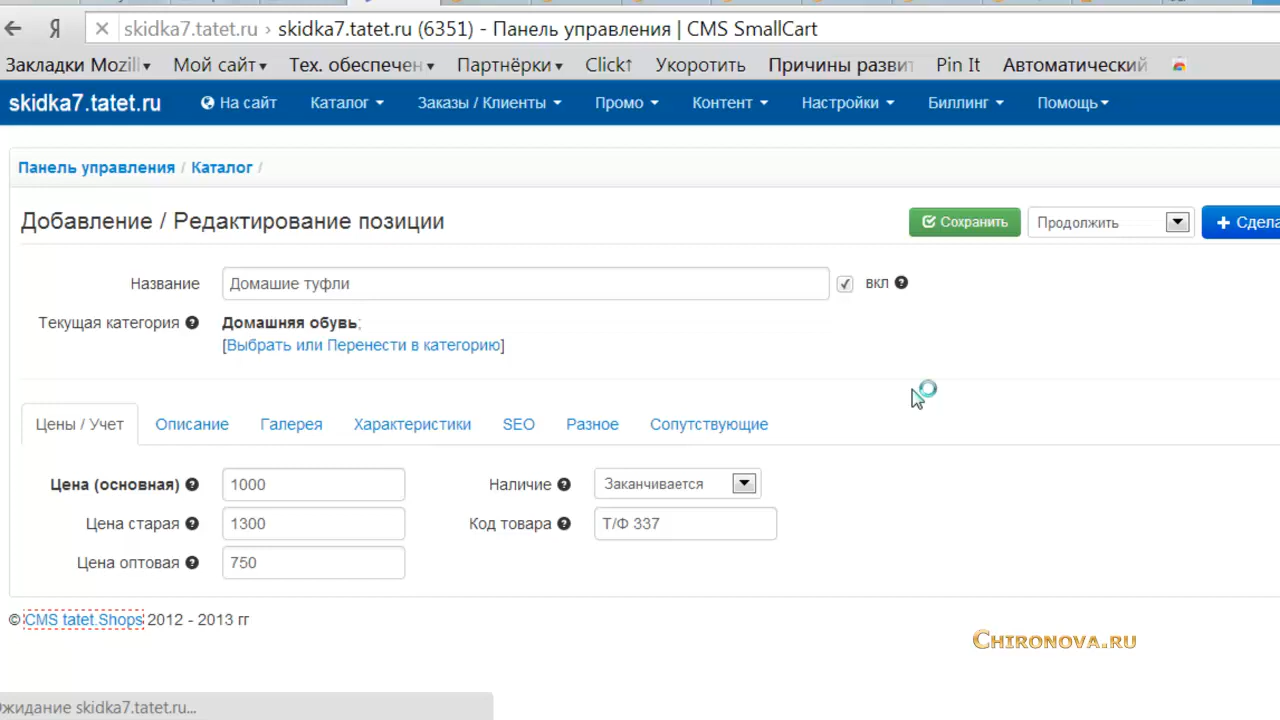 skidka7.tatet.ru › skidka7.tatet.ru (6351) - Панель управления | CMS SmallCart
Закладки Mozil Мой сайт Тех. обеспечен Партнёрки Click↑ Укоротить Причины развит Pin It Автоматический
skidka7.tatet.ru На сайт Каталог Заказы / Клиенты Промо Контент Настройки Биллинг Помощь
Панель управления / Каталог /
Добавление / Редактирование позиции Сохранить Продолжить + Сдела
Название Домашие туфли вкл
Текущая категория Домашняя обувь;
[Выбрать или Перенести в категорию]
Цены / Учет Описание Галерея Характеристики SEO Разное Сопутствующие
Цена (основная) 1000 Наличие Заканчивается
Цена старая 1300 Код товара Т/Ф 337
Цена оптовая 750
© CMS tatet.Shops 2012 - 2013 гг
CHIRONOVA.RU
Ожидание skidka7.tatet.ru...